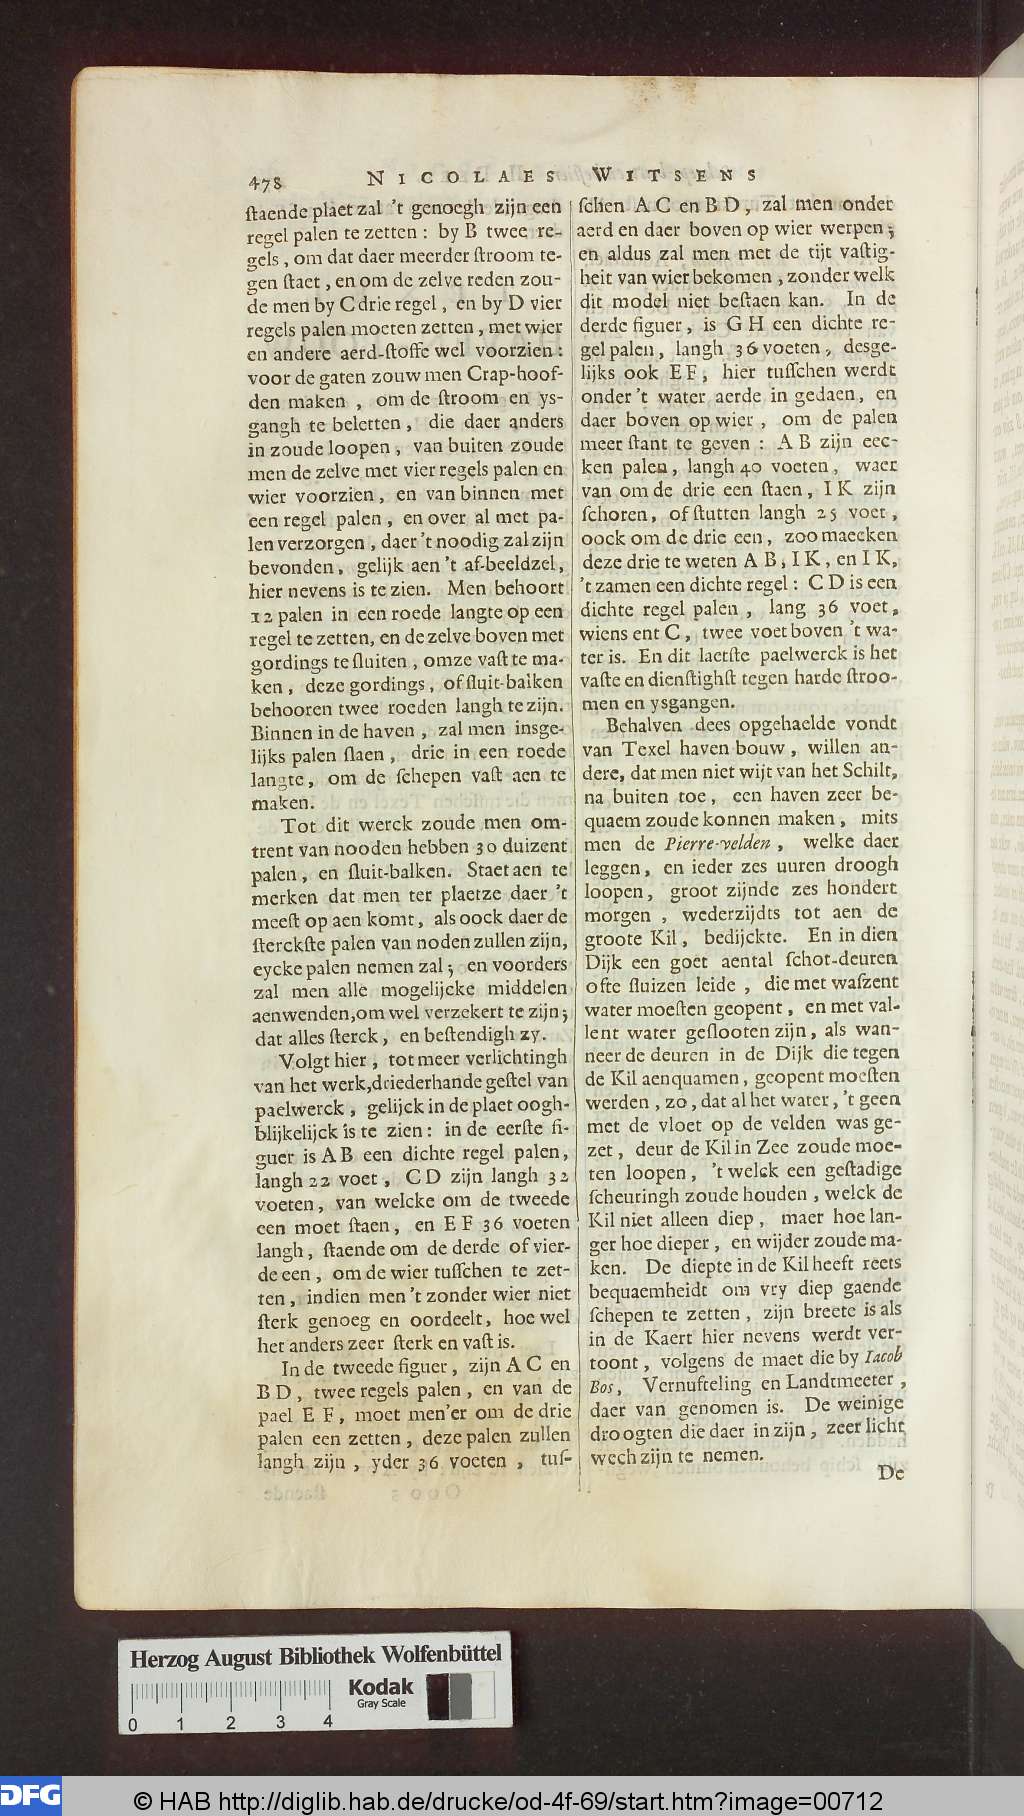 478 NICOLAES WITSENS
ſtaende plaet zal 't genoegh zijn een
regel palen te zetten : by B twee re-
gels , om dat daer meerder ſtroom te-
gen ſtaet , en om de zelve reden zou-
de men by C drie regel , en by D vier
regels palen moeten zetten , met wier
en andere aerd-ſtoffe wel voorzien :
voor de gaten zouw men Crap-hoof-
den maken , om de ſtroom en ys-
gangh te beletten , die daer anders
in zoude loopen , van buiten zoude
men de zelve met vier regels palen en
wier voorzien , en van binnen met
een regel palen , en over al met pa-
len verzorgen , daer 't noodig zal zijn
bevonden , gelijk aen 't af-beeldzel,
hier nevens is te zien. Men behoort
12 palen in een roede langte op een
regel te zetten, en de zelve boven met
gordings te ſluiten , omze vaſt te ma-
ken , deze gordings , of ſluit-balken
behooren twee roeden langh te zijn.
Binnen in de haven , zal men insge-
lijks palen ſlaen , drie in een roede
langte , om de ſchepen vaſt aen te
maken.
Tot dit werck zoude men om-
trent van nooden hebben 30 duizent
palen , en ſluit-balken. Staet aen te
merken dat men ter plaetze daer 't
meeſt op aen komt , als oock daer de
ſterckſte palen van noden zullen zijn,
eycke palen nemen zal ; en voorders
zal men alle mogelijcke middelen
aenwenden,om wel verzekert te zijn ;
dat alles ſterck , en beſtendigh zy.
Volgt hier , tot meer verlichtingh
van het werk,driederhande geſtel van
paelwerck , gelijck in de plaet oogh-
blijkelijck is te zien : in de eerſte fi-
guer is A B een dichte regel palen,
langh 22 voet , C D zijn langh 32
voeten , van welcke om de tweede
een moet ſtaen , en E F 36 voeten
langh , ſtaende om de derde of vier-
de een , om de wier tuſſchen te zet-
ten , indien men 't zonder wier niet
ſterk genoeg en oordeelt, hoe wel
het anders zeer ſterk en vaſt is.
In de tweede figuer , zijn A C en
B D , twee regels palen , en van de
pael E F , moet men'er om de drie
palen een zetten , deze palen zullen
langh zijn , yder 36 voeten , tuſ-
ſchen A C en B D , zal men onder
aerd en daer boven op wier werpen ;
en aldus zal men met de tijt vaſtig-
heit van wier bekomen , zonder welk
dit model niet beſtaen kan. In de
derde figuer , is G H een dichte re-
gel palen , langh 36 voeten , desge-
lijks ook E F , hier tuſſchen werdt
onder 't water aerde in gedaen , en
daer boven op wier , om de palen
meer ſtant te geven : A B zijn eec-
ken palen , langh 40 voeten , waer
van om de drie een ſtaen , I K zijn
ſchoren , of ſtutten langh 25 voet ,
oock om de drie een , zoo maecken
deze drie te weten A B , I K , en I K,
't zamen een dichte regel : C D is een
dichte regel palen , lang 36 voet,
wiens ent C , twee voet boven 't wa-
ter is. En dit laetſte paelwerck is het
vaſte en dienſtighſt tegen harde ſtroo-
men en ysgangen.
Behalven dees opgehaelde vondt
van Texel haven bouw , willen an-
dere, dat men niet wijt van het Schilt,
na buiten toe , een haven zeer be-
quaem zoude konnen maken , mits
men de Pierre-velden , welke daer
leggen , en ieder zes uuren droogh
loopen , groot zijnde zes hondert
morgen , wederzijdts tot aen de
groote Kil , bedijckte. En in dien
Dijk een goet aental ſchot-deuren
ofte ſluizen leide , die met waſzent
water moeſten geopent , en met val-
lent water geſlooten zijn , als wan-
neer de deuren in de Dijk die tegen
de Kil aenquamen , geopent moeſten
werden , zo , dat al het water , 't geen
met de vloet op de velden was ge-
zet , deur de Kil in Zee zoude moe-
ten loopen , 't welck een geſtadige
ſcheuringh zoude houden , welck de
Kil niet alleen diep , maer hoe lan-
ger hoe dieper , en wijder zoude ma-
ken. De diepte in de Kil heeft reets
bequaemheidt om vry diep gaende
ſchepen te zetten , zijn breete is als
in de Kaert hier nevens werdt ver-
toont , volgens de maet die by Iacob
Bos, Vernufteling en Landtmeeter ,
daer van genomen is. De weinige
droogten die daer in zijn , zeer licht
wech zijn te nemen.
De
Herzog August Bibliothek Wolfenbüttel
Kodak
Gray Scale
0 1 2 3 4
DFG © HAB http://diglib.hab.de/drucke/od-4f-69/start.htm?image=00712